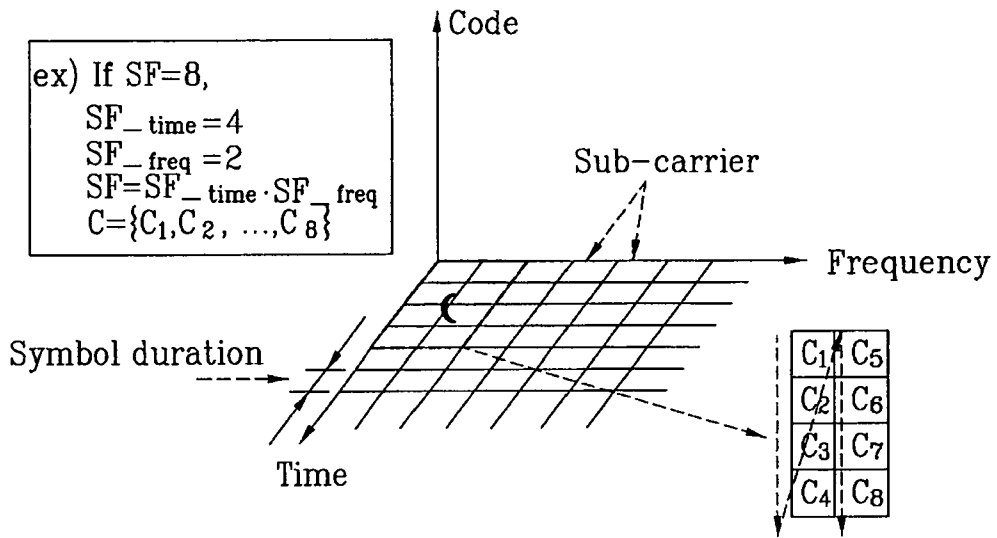 Code
ex) If SF=8,
SF_time=4
SF_freq=2
SF=SF_time·SF_freq
C={C1,C2, ...,C8}
Sub-carrier
Frequency
Symbol duration
Time
C1 C5
C2 C6
C3 C7
C4 C8